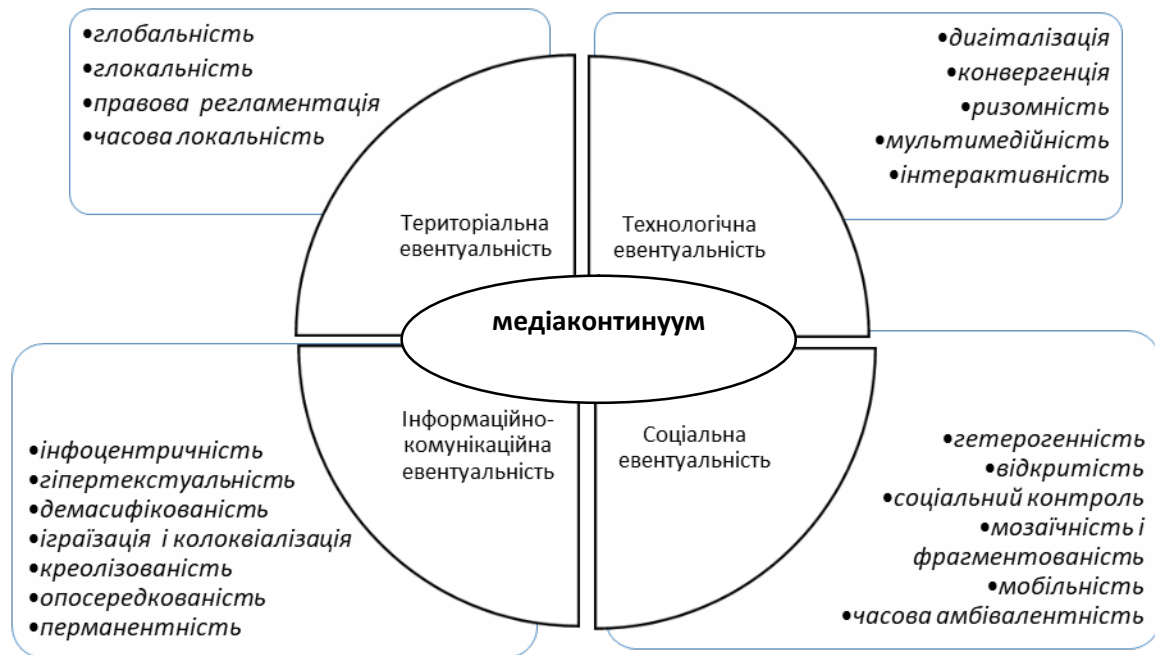 •глобальність
•глокальність
•правова регламентація
•часова локальність
•дигіталізація
•конвергенція
•ризомність
•мультимедійність
•інтерактивність
Територіальна
евентуальність
Технологічна
евентуальність
медіаконтинуум
Інформаційно-
комунікаційна
евентуальність
Соціальна
евентуальність
•інфоцентричність
•гіпертекстуальність
•демасифікованість
•іграїзація і колоквіалізація
•креолізованість
•опосередкованість
•перманентність
•гетерогенність
•відкритість
•соціальний контроль
•мозаїчність і
фрагментованість
•мобільність
•часова амбівалентність